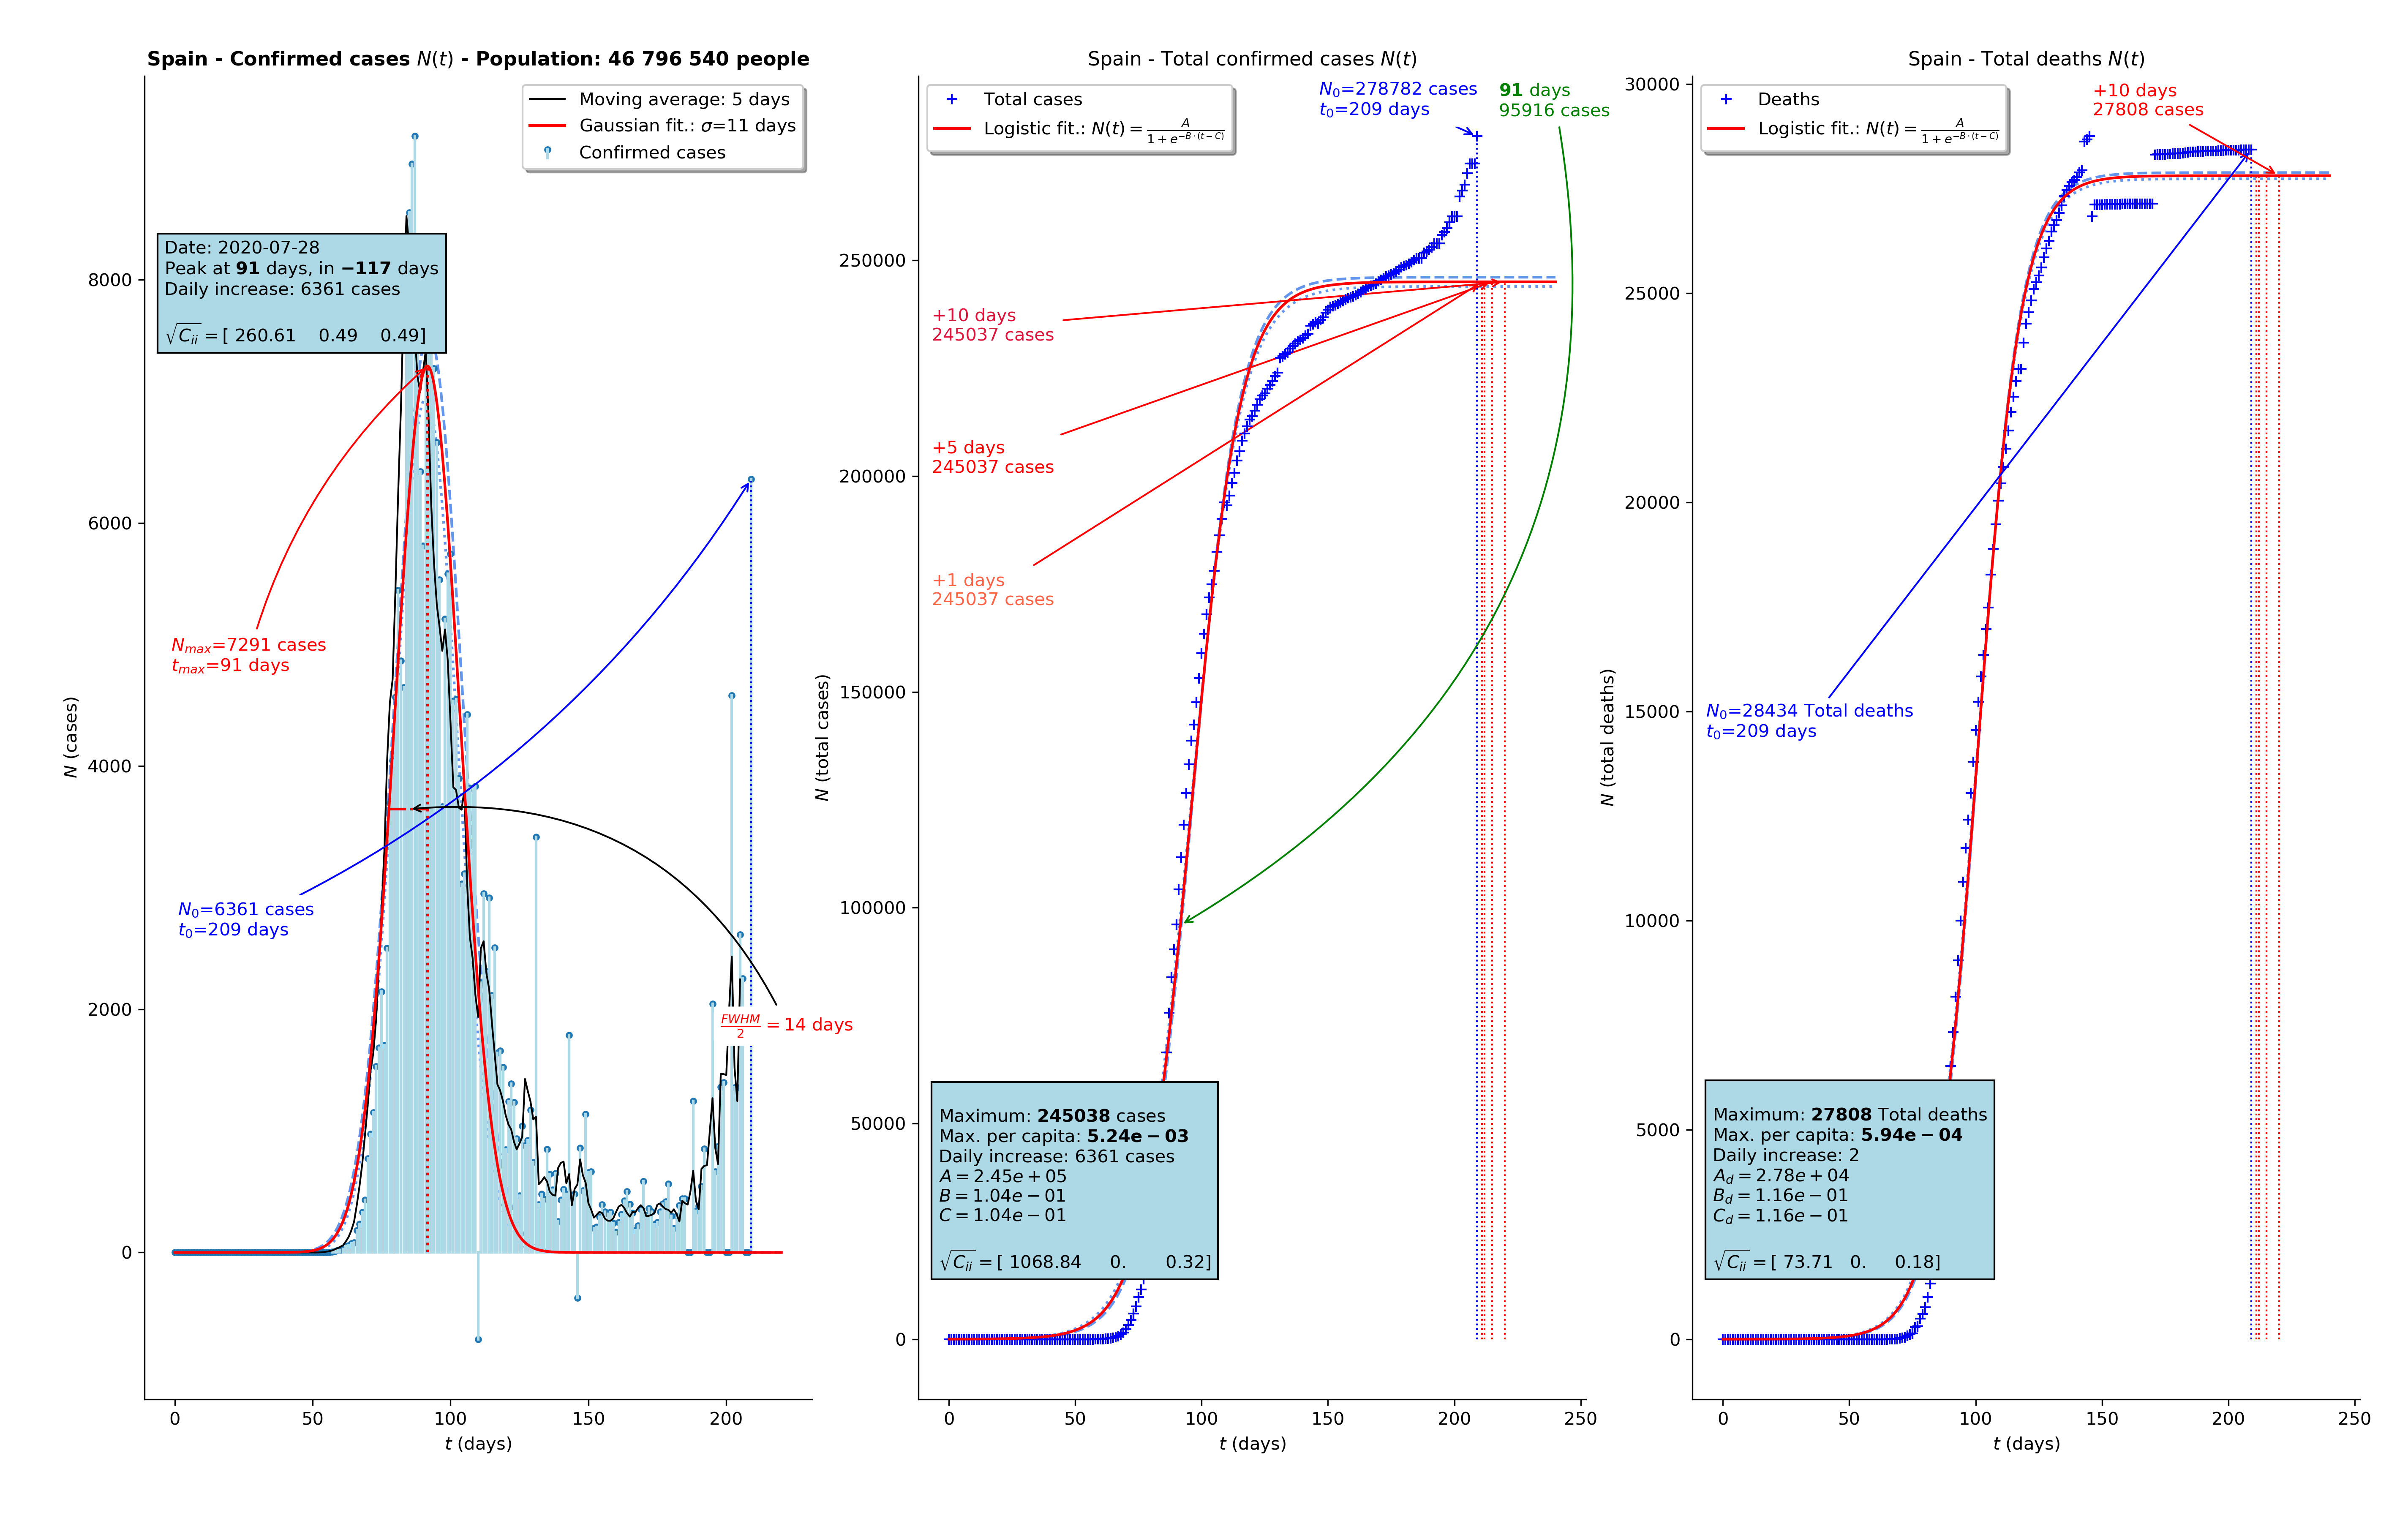 Spain - Confirmed cases N(t) - Population: 46 796 540 people
Moving average: 5 days
Gaussian fit.: σ=11 days
Confirmed cases
Date: 2020-07-28
Peak at 91 days, in −117 days
Daily increase: 6361 cases
√C_ii = [ 260.61 0.49 0.49]
N_max=7291 cases
t_max=91 days
N_0=6361 cases
t_0=209 days
FWHM/2 = 14 days
N (cases)
8000
6000
4000
2000
0
0 50 100 150 200
t (days)
Spain - Total confirmed cases N(t)
Total cases
Logistic fit.: N(t) = A/(1 + e^{−B·(t−C)})
N_0=278782 cases
t_0=209 days
91 days
95916 cases
+10 days
245037 cases
+5 days
245037 cases
+1 days
245037 cases
Maximum: 245038 cases
Max. per capita: 5.24e − 03
Daily increase: 6361 cases
A = 2.45e + 05
B = 1.04e − 01
C = 1.04e − 01
√C_ii = [ 1068.84 0. 0.32]
N (total cases)
250000
200000
150000
100000
50000
0
0 50 100 150 200 250
t (days)
Spain - Total deaths N(t)
Deaths
Logistic fit.: N(t) = A/(1 + e^{−B·(t−C)})
+10 days
27808 cases
N_0=28434 Total deaths
t_0=209 days
Maximum: 27808 Total deaths
Max. per capita: 5.94e − 04
Daily increase: 2
A_d = 2.78e + 04
B_d = 1.16e − 01
C_d = 1.16e − 01
√C_ii = [ 73.71 0. 0.18]
N (total deaths)
30000
25000
20000
15000
10000
5000
0
0 50 100 150 200 250
t (days)